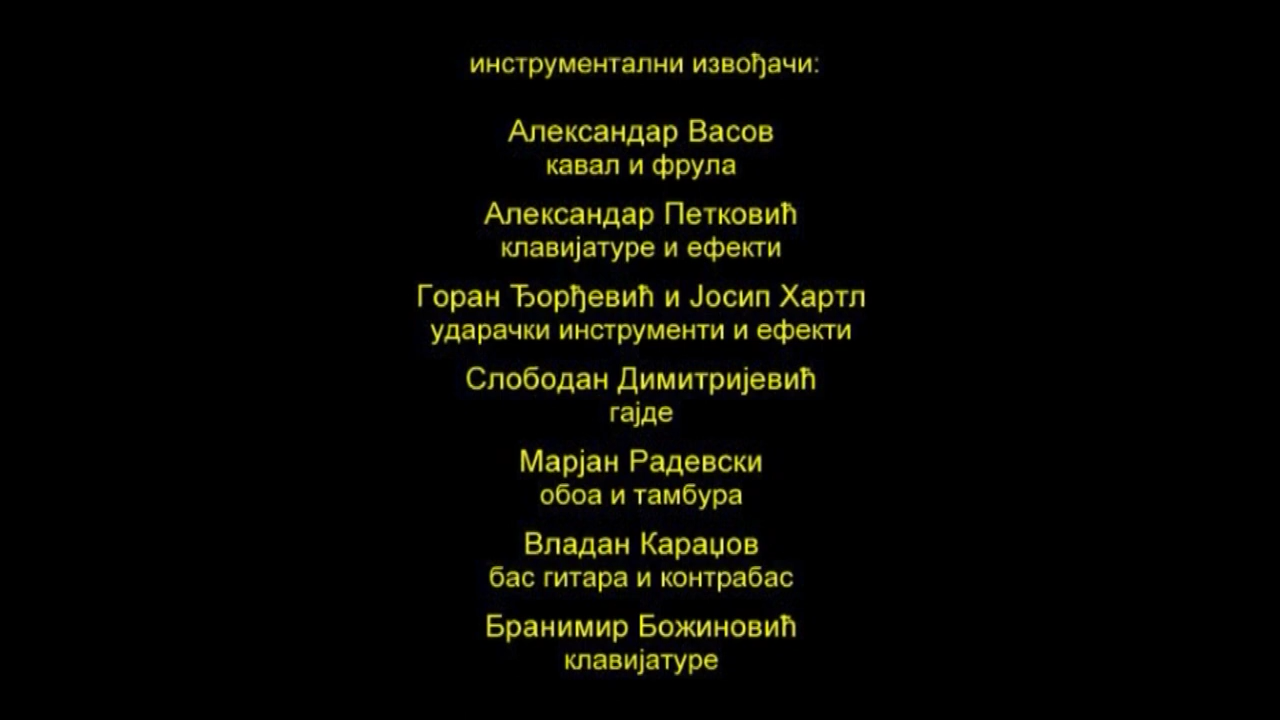 инструментални извођачи:
Александар Васов
кавал и фрула
Александар Петковић
клавијатуре и ефекти
Горан Ђорђевић и Јосип Хартл
ударачки инструменти и ефекти
Слободан Димитријевић
гајде
Марјан Радевски
обоа и тамбура
Владан Караџов
бас гитара и контрабас
Бранимир Божиновић
клавијатуре